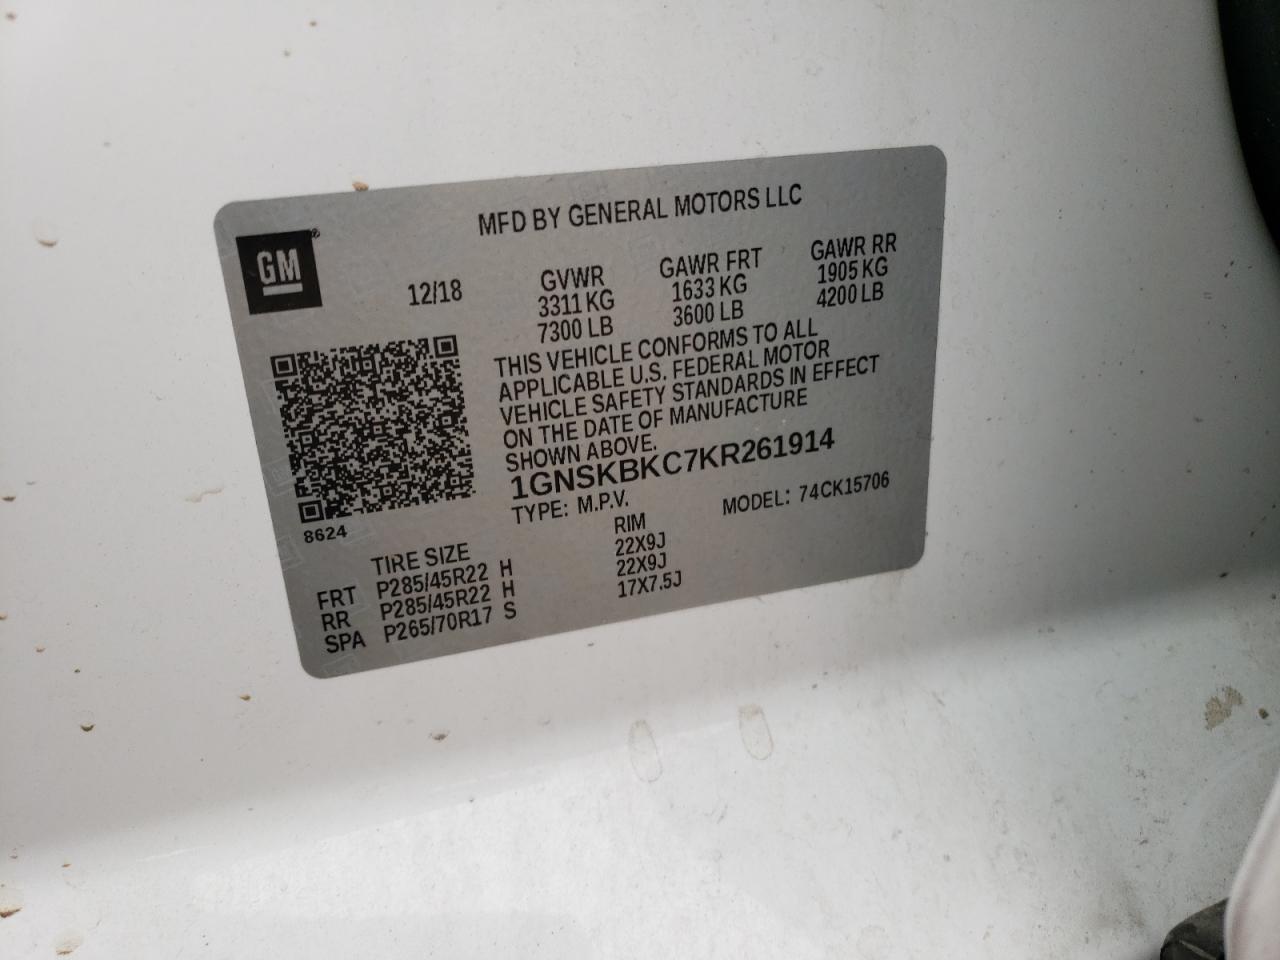 MFD BY GENERAL MOTORS LLC
GM®
12/18
GVWR GAWR FRT GAWR RR
3311 KG 1633 KG 1905 KG
7300 LB 3600 LB 4200 LB
THIS VEHICLE CONFORMS TO ALL
APPLICABLE U.S. FEDERAL MOTOR
VEHICLE SAFETY STANDARDS IN EFFECT
ON THE DATE OF MANUFACTURE
SHOWN ABOVE.
1GNSKBKC7KR261914
TYPE: M.P.V. MODEL: 74CK15706
8624
TIRE SIZE RIM
FRT P285/45R22 H 22X9J
RR P285/45R22 H 22X9J
SPA P265/70R17 S 17X7.5J